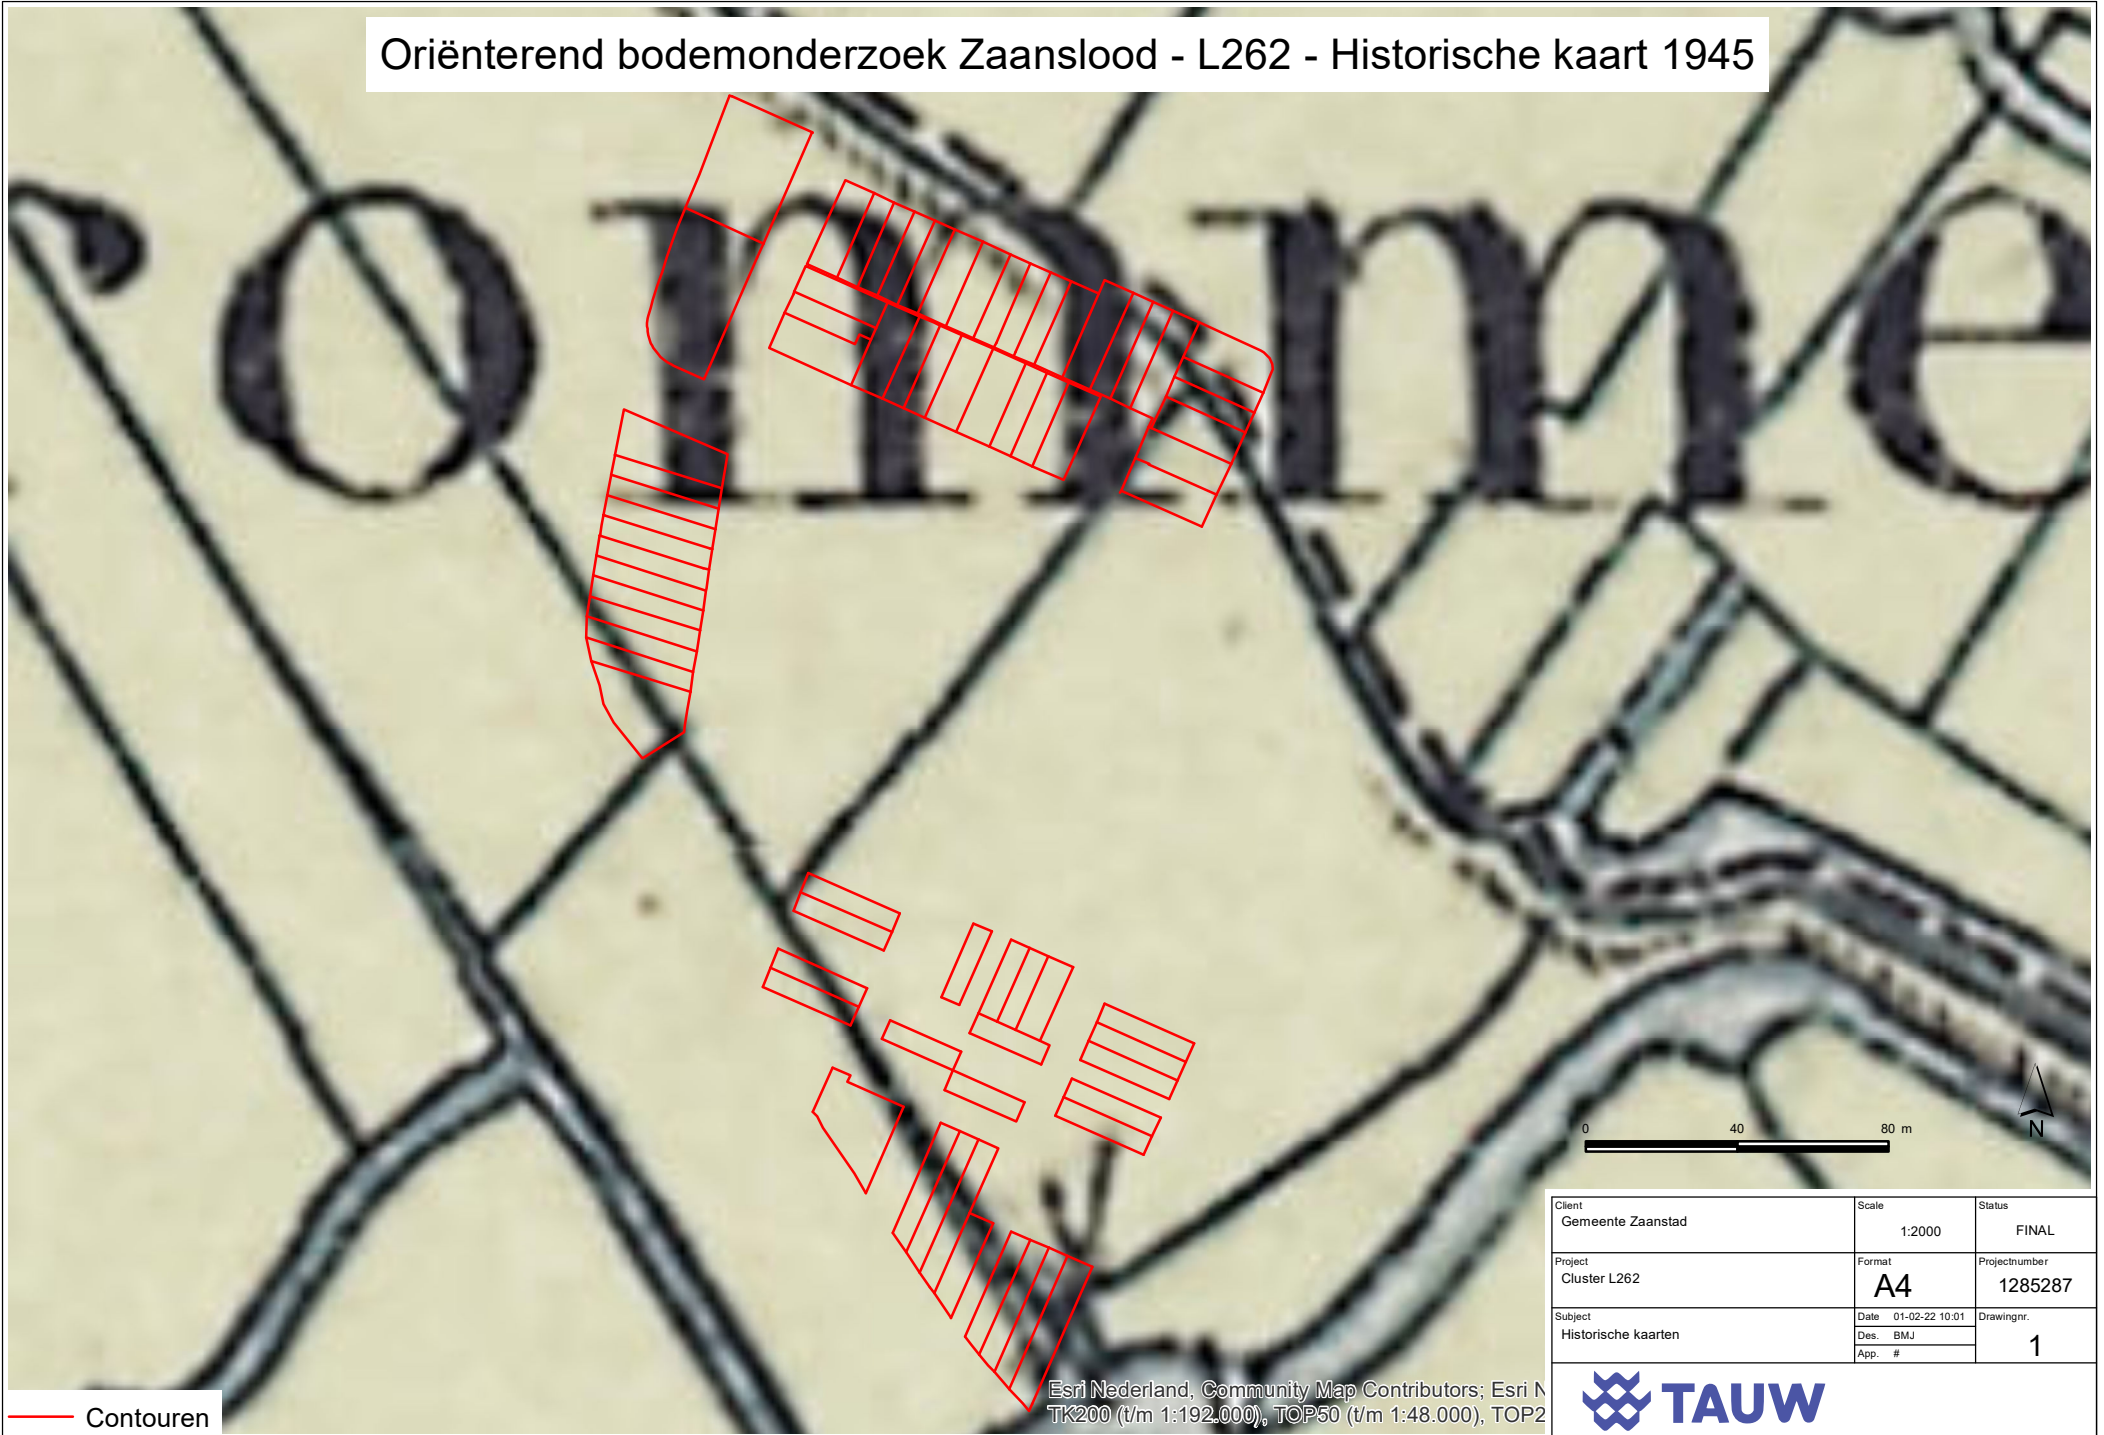 Oriënterend bodemonderzoek Zaanslood - L262 - Historische kaart 1945
omme
0 40 80 m
N
Client
Gemeente Zaanstad
Scale
1:2000
Status
FINAL
Project
Cluster L262
Format
A4
Projectnumber
1285287
Subject
Historische kaarten
Date 01-02-22 10:01
Des. BMJ
App. #
Drawingnr.
1
TAUW
Contouren
Esri Nederland, Community Map Contributors; Esri N
TK200 (t/m 1:192.000), TOP50 (t/m 1:48.000), TOP2